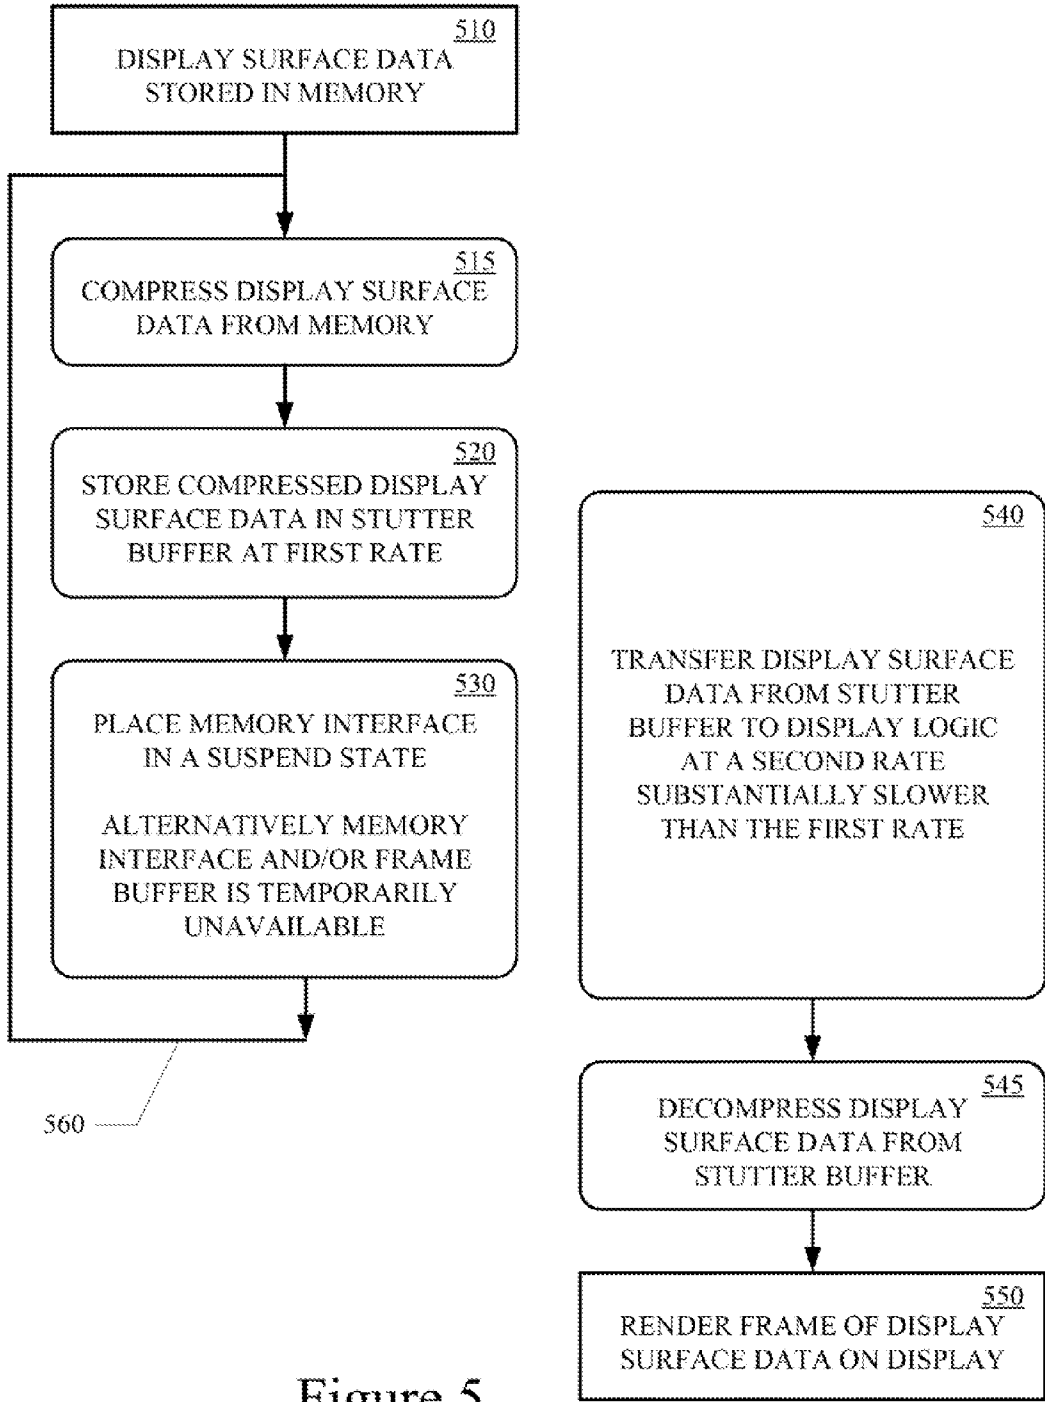 510
DISPLAY SURFACE DATA
STORED IN MEMORY
515
COMPRESS DISPLAY SURFACE
DATA FROM MEMORY
520
STORE COMPRESSED DISPLAY
SURFACE DATA IN STUTTER
BUFFER AT FIRST RATE
530
PLACE MEMORY INTERFACE
IN A SUSPEND STATE
ALTERNATIVELY MEMORY
INTERFACE AND/OR FRAME
BUFFER IS TEMPORARILY
UNAVAILABLE
560
540
TRANSFER DISPLAY SURFACE
DATA FROM STUTTER
BUFFER TO DISPLAY LOGIC
AT A SECOND RATE
SUBSTANTIALLY SLOWER
THAN THE FIRST RATE
545
DECOMPRESS DISPLAY
SURFACE DATA FROM
STUTTER BUFFER
550
RENDER FRAME OF DISPLAY
SURFACE DATA ON DISPLAY
Figure 5